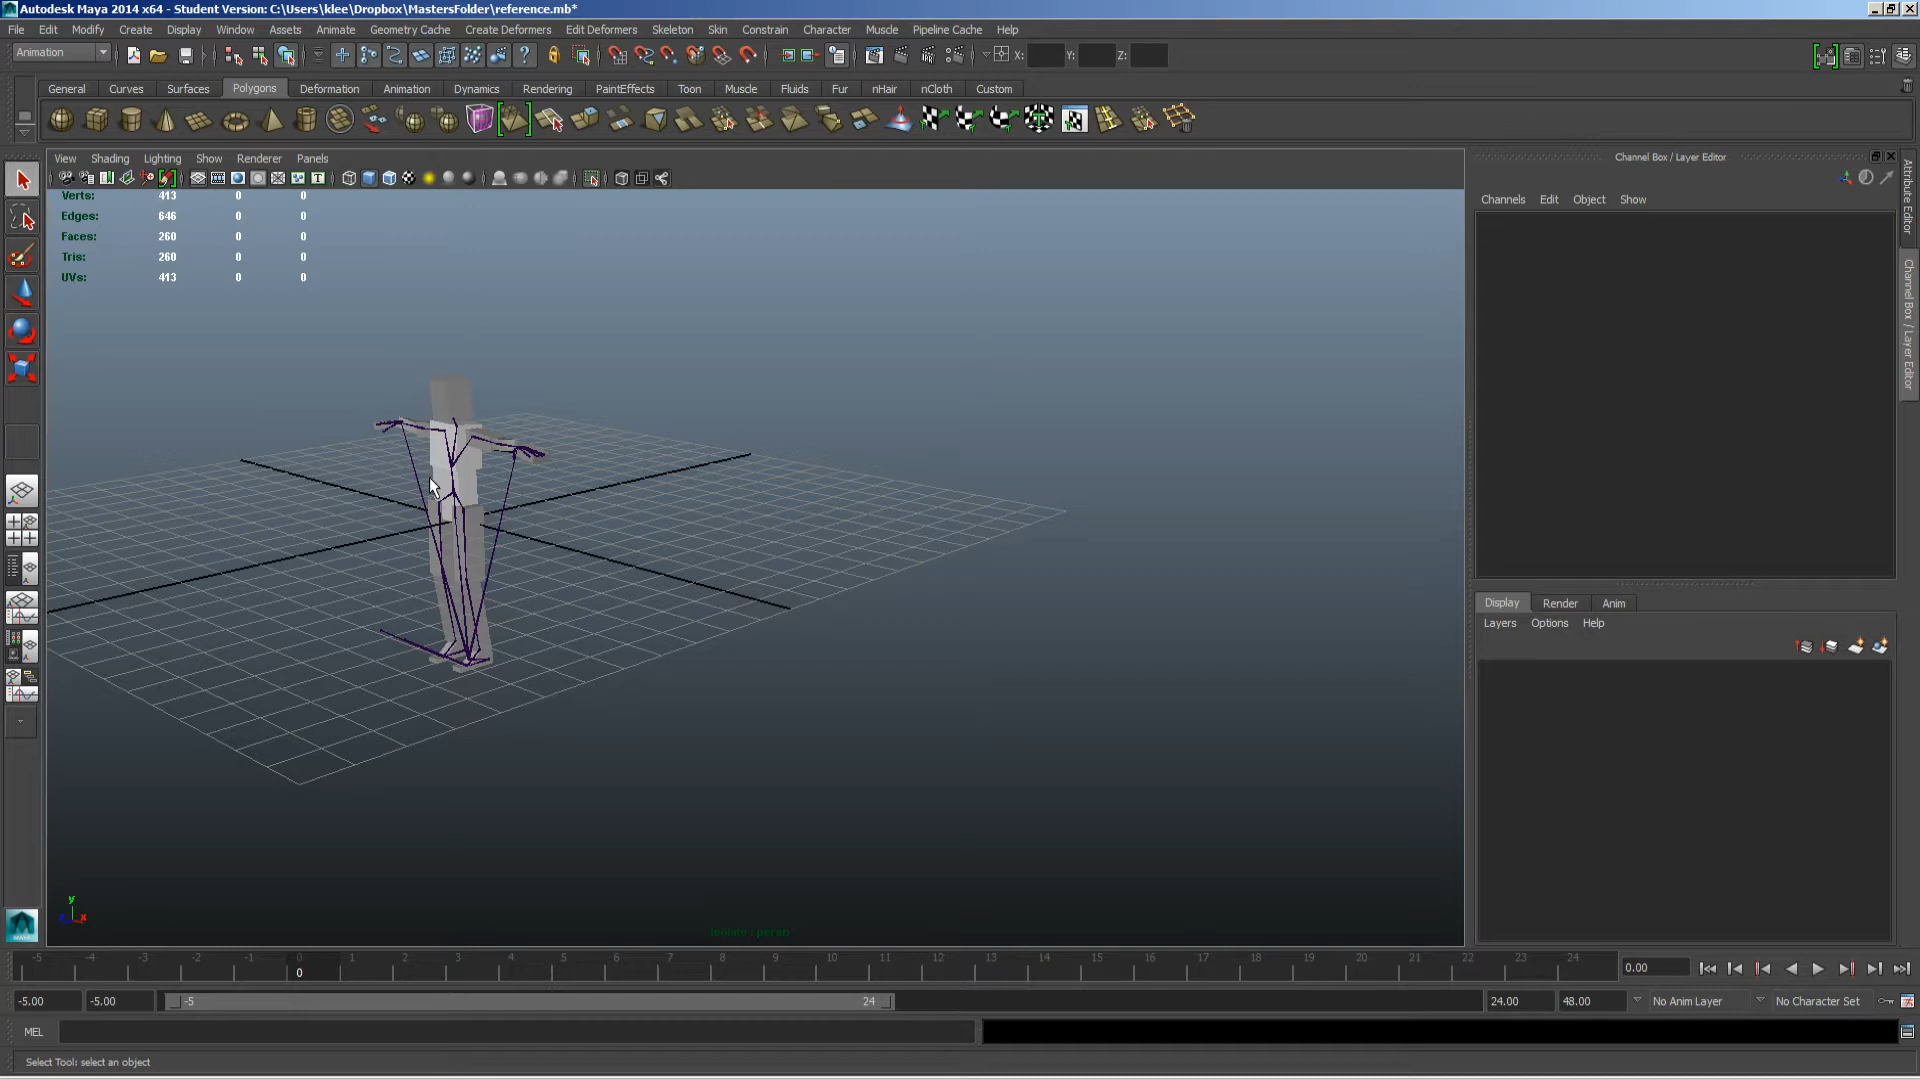 Autodesk Maya 2014 x64 - Student Version: C:\Users\klee\Dropbox\MastersFolder\reference.mb*
File Edit Modify Create Display Window Assets Animate Geometry Cache Create Deformers Edit Deformers Skeleton Skin Constrain Character Muscle Pipeline Cache Help
Animation X: Y: Z:
General Curves Surfaces Polygons Deformation Animation Dynamics Rendering PaintEffects Toon Muscle Fluids Fur nHair nCloth Custom
View Shading Lighting Show Renderer Panels
Channel Box / Layer Editor
Channels Edit Object Show
Verts: 413 0 0
Edges: 646 0 0
Faces: 260 0 0
Tris: 260 0 0
UVs: 413 0 0
Attribute Editor
Channel Box / Layer Editor
Display Render Anim
Layers Options Help
y
z x
Isolate : persp
-5 -4 -3 -2 -1 0 1 2 3 4 5 6 7 8 9 10 11 12 13 14 15 16 17 18 19 20 21 22 23 24
0
0.00
-5.00 -5.00 -5 24 24.00 48.00 No Anim Layer No Character Set
MEL
Select Tool: select an object